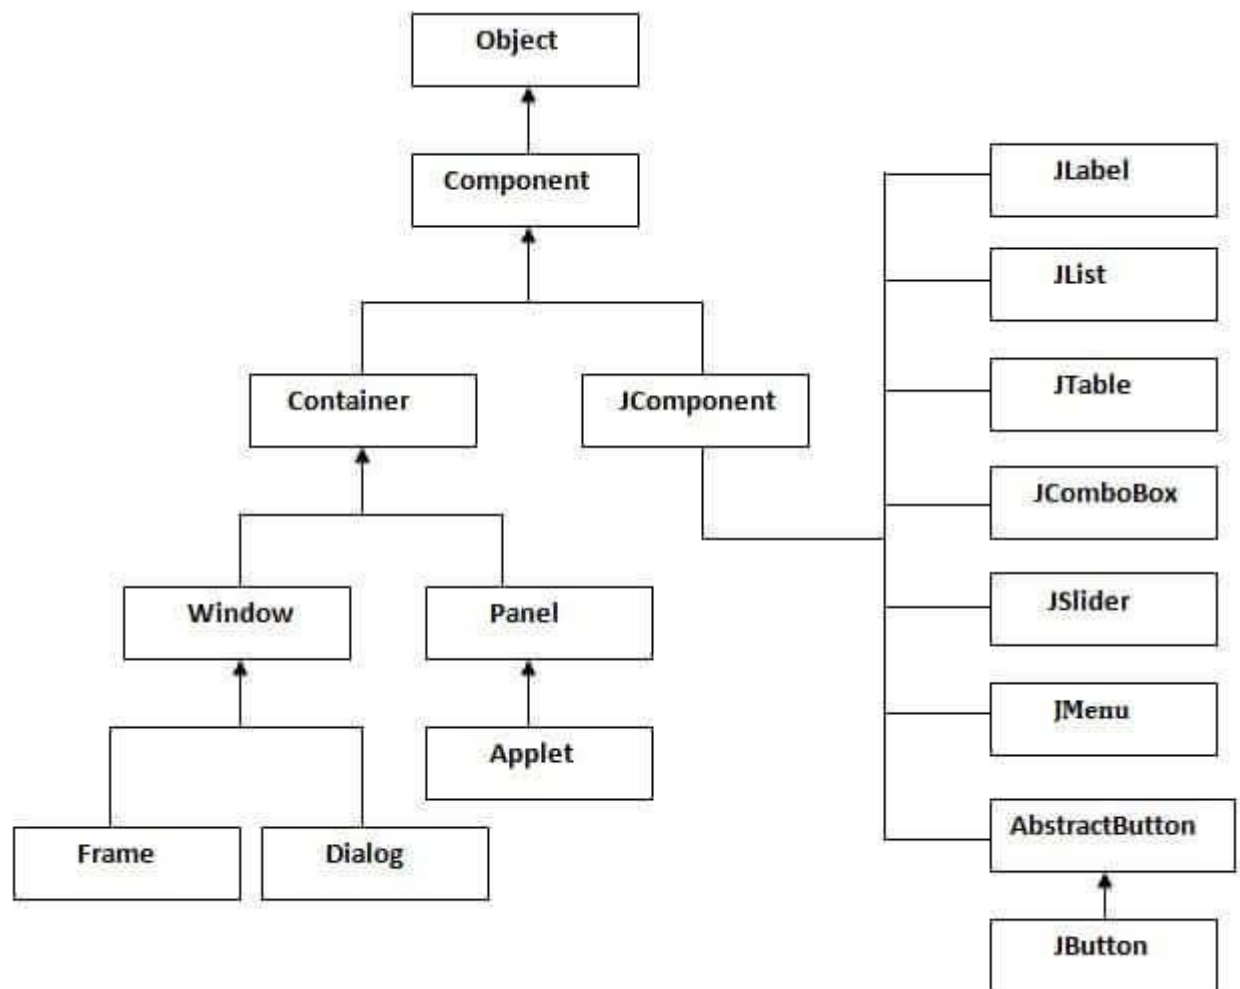 Object
Component
Container
JComponent
Window
Panel
Applet
Frame
Dialog
JLabel
JList
JTable
JComboBox
JSlider
JMenu
AbstractButton
JButton